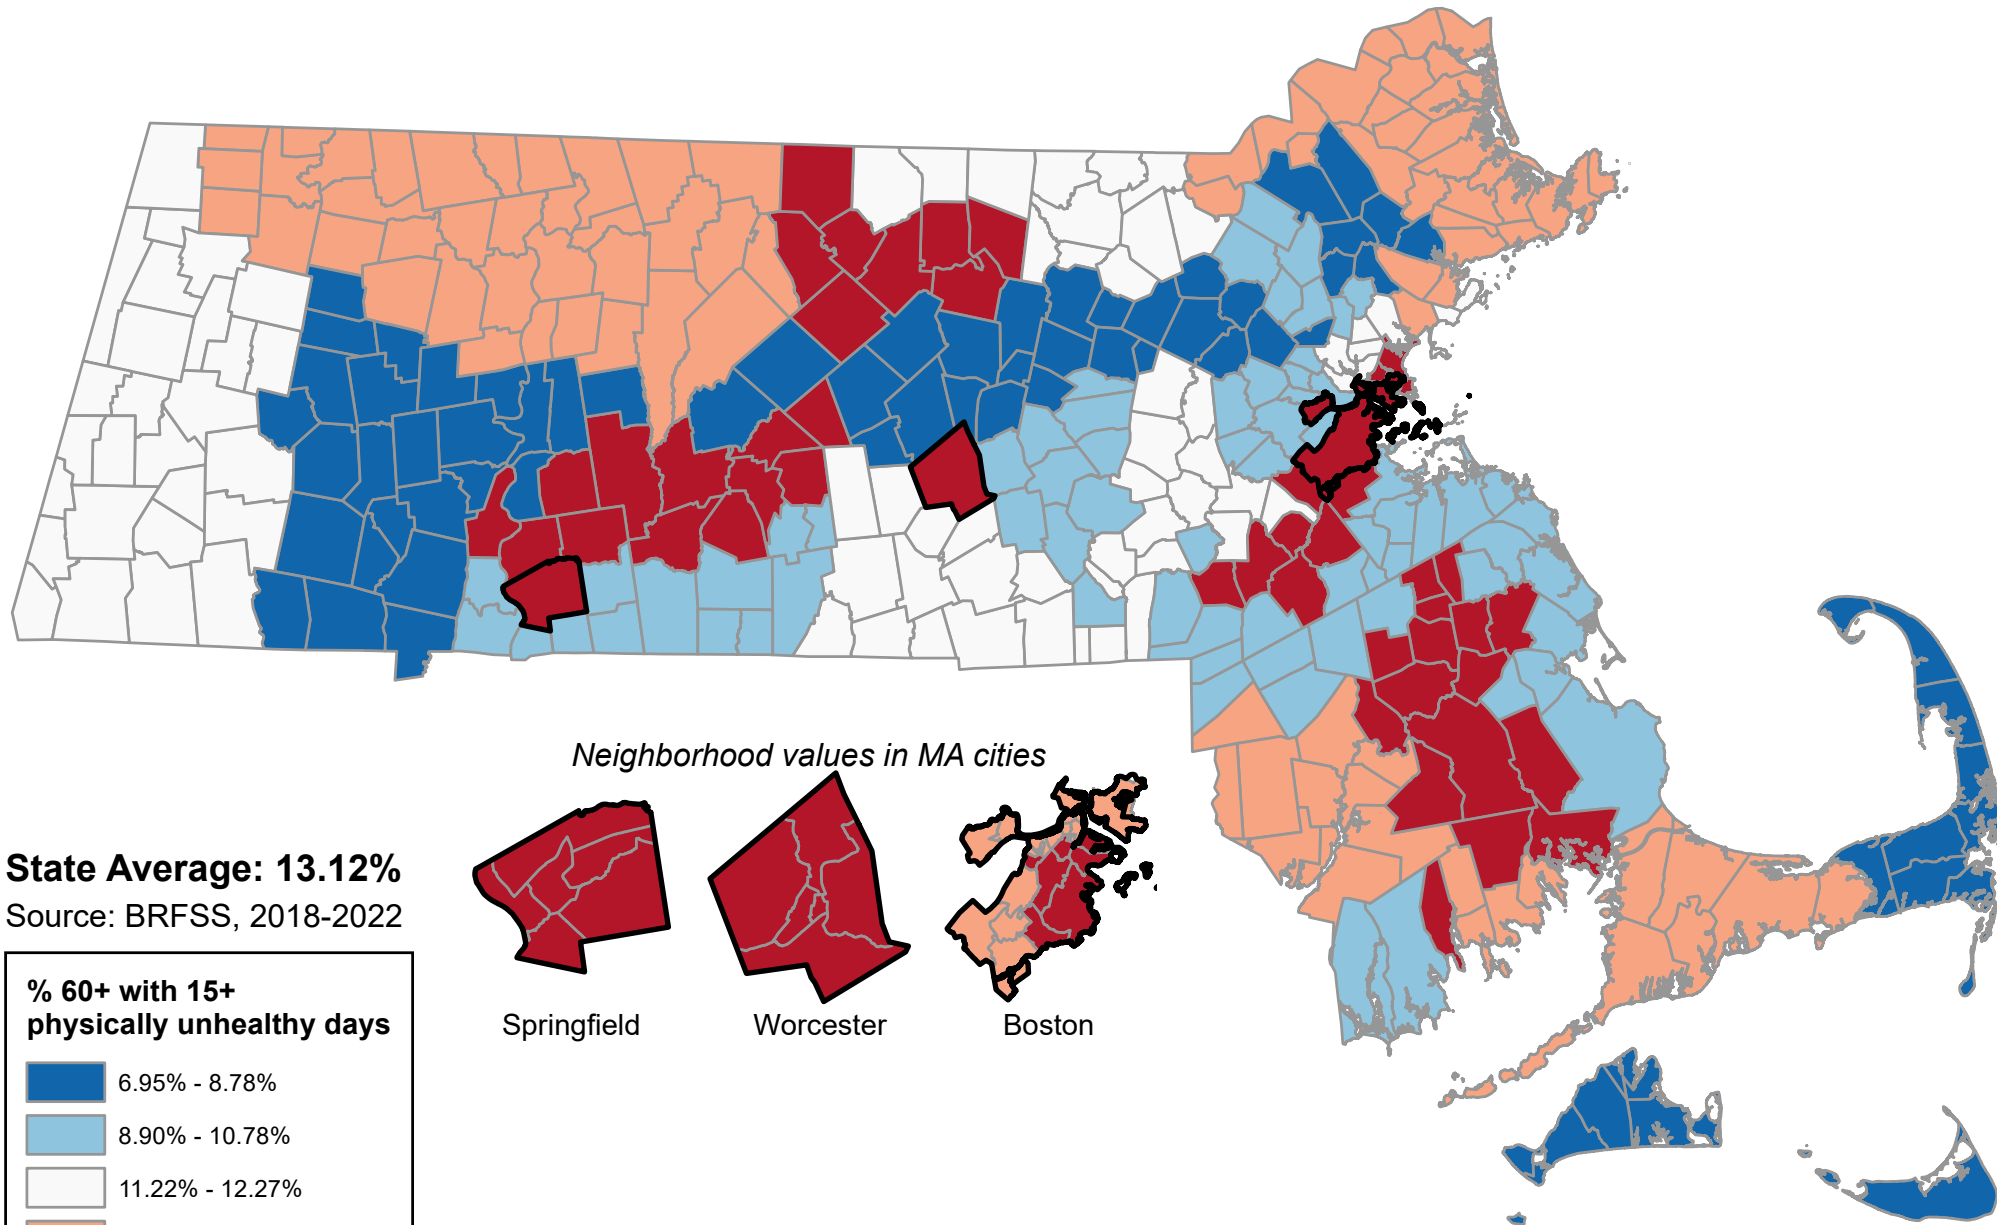 Neighborhood values in MA cities
State Average: 13.12%
Source: BRFSS, 2018-2022
% 60+ with 15+
physically unhealthy days
6.95% - 8.78%
8.90% - 10.78%
11.22% - 12.27%
Springfield
Worcester
Boston